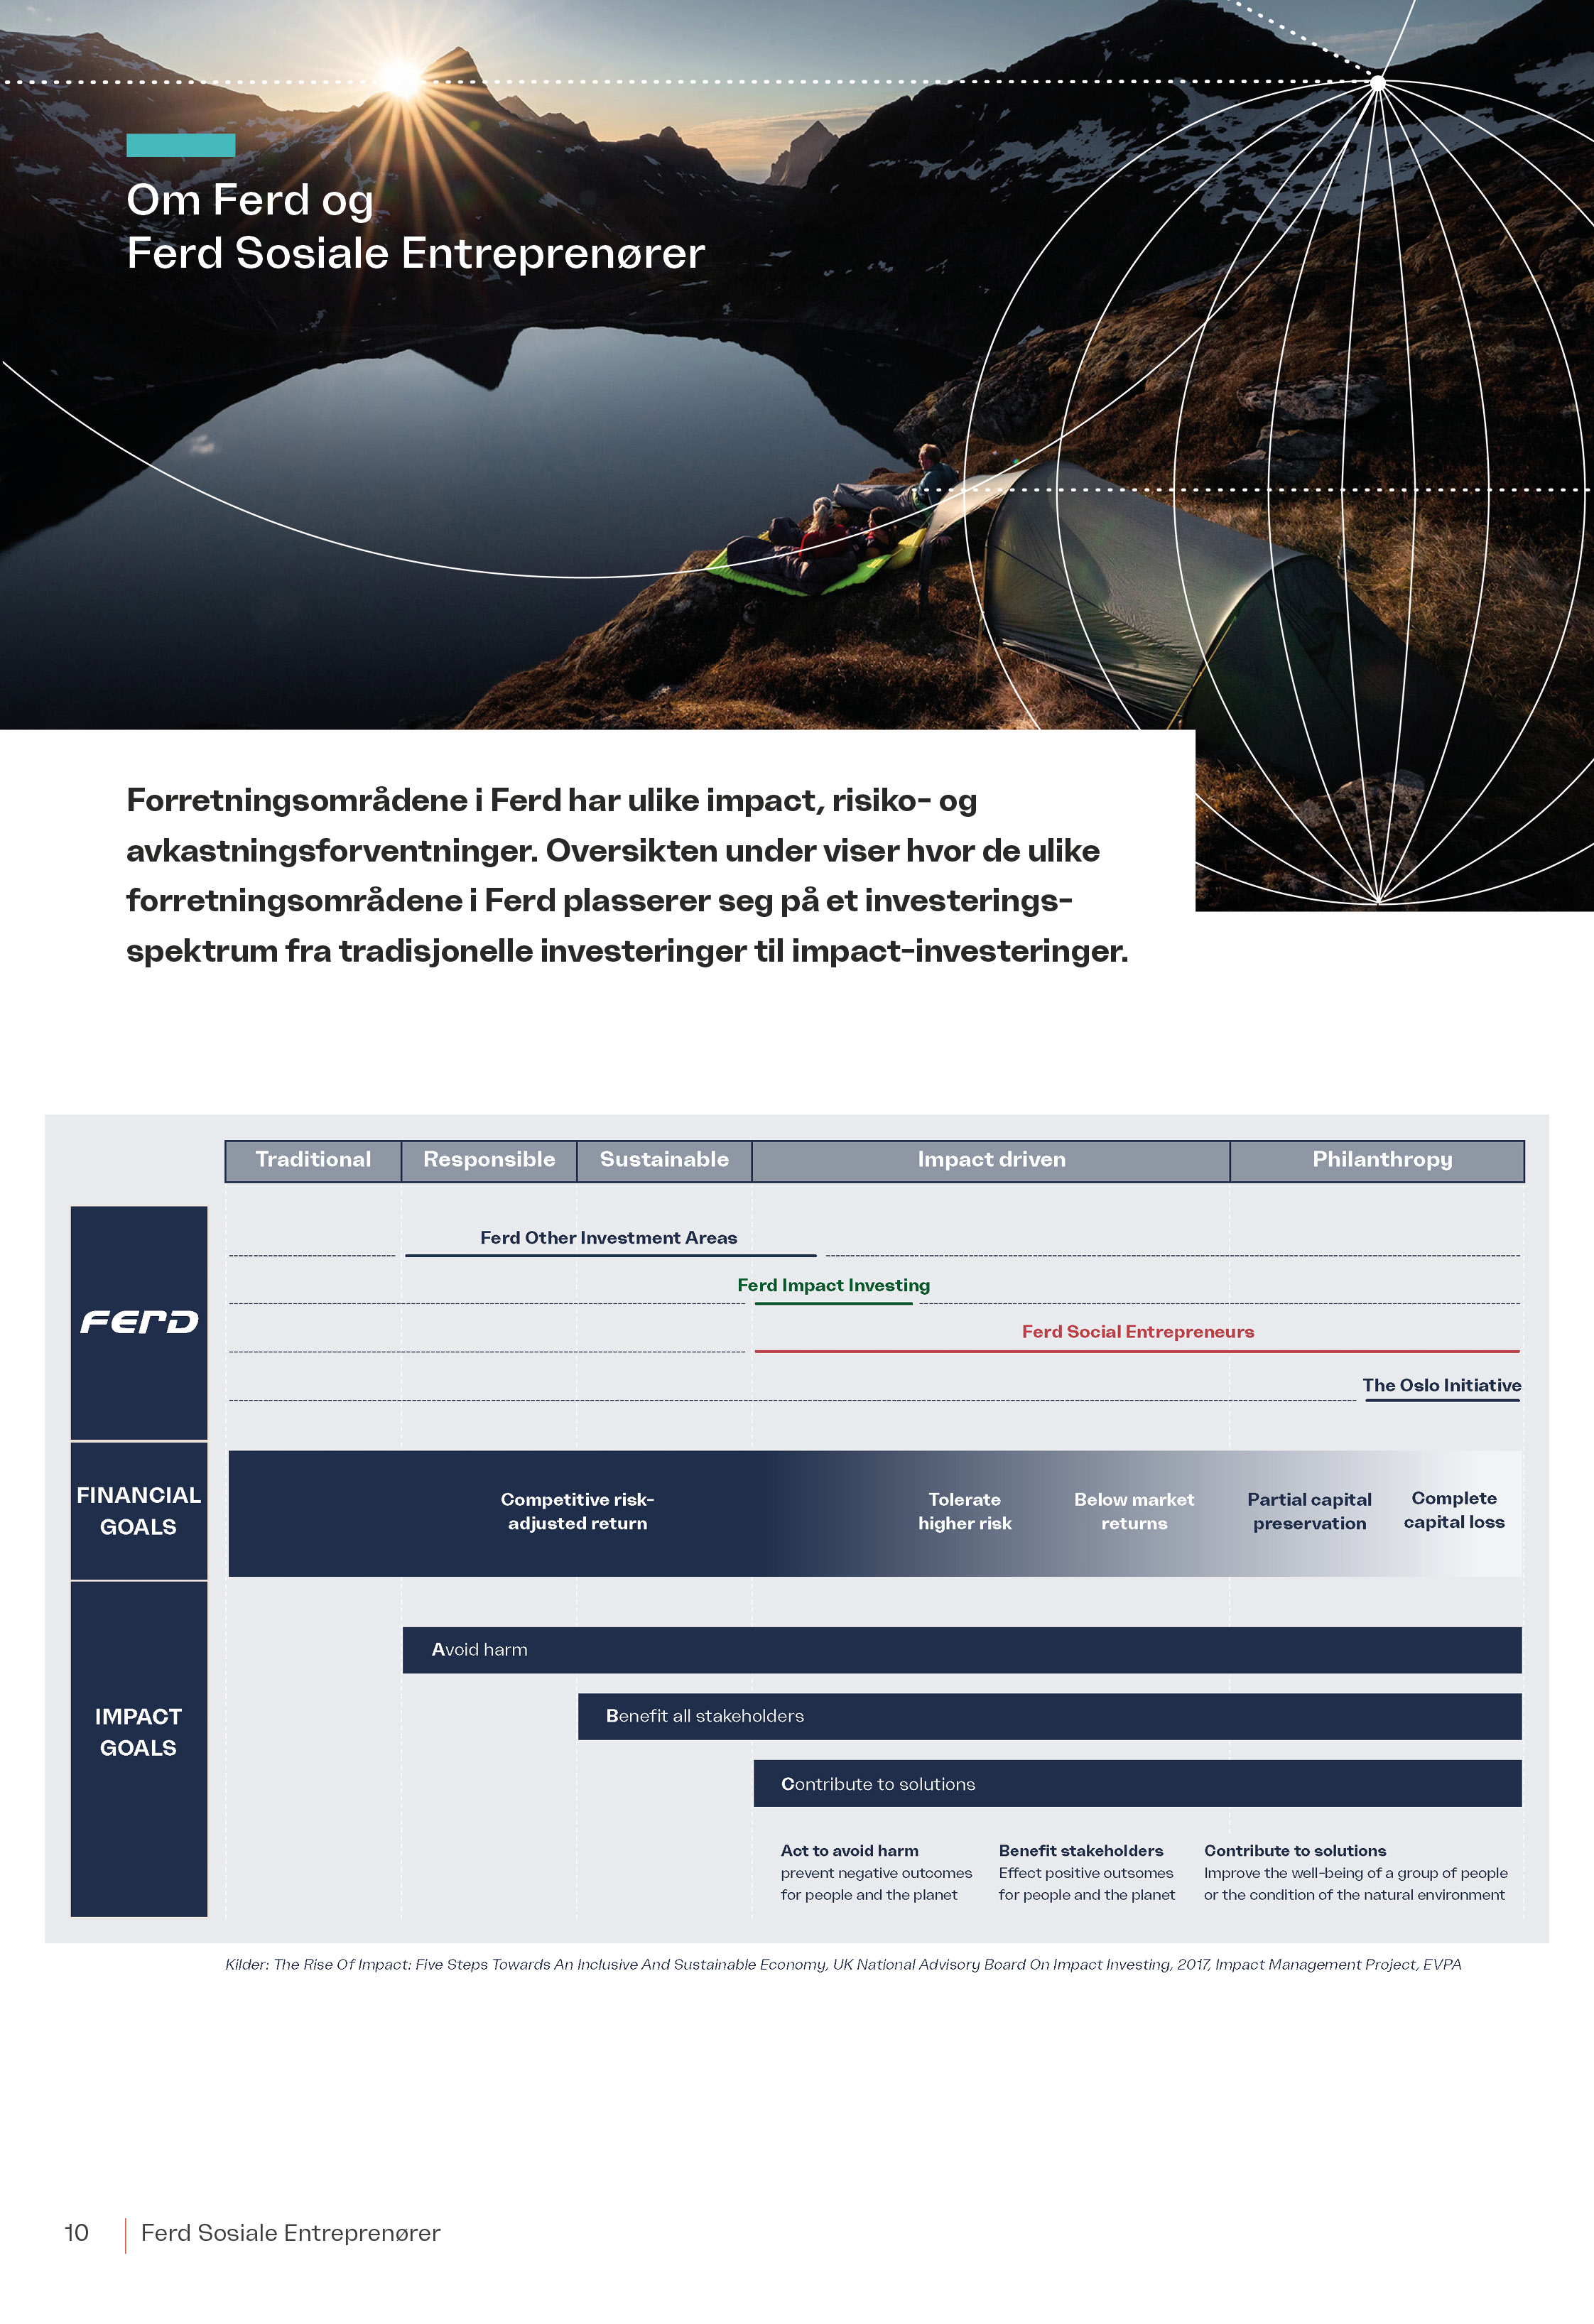 Om Ferd og
Ferd Sosiale Entreprenører
Forretningsområdene i Ferd har ulike impact, risiko- og
avkastningsforventninger. Oversikten under viser hvor de ulike
forretningsområdene i Ferd plasserer seg på et investerings-
spektrum fra tradisjonelle investeringer til impact-investeringer.
Traditional
Responsible
Sustainable
Impact driven
Philanthropy
FERD
Ferd Other Investment Areas
Ferd Impact Investing
Ferd Social Entrepreneurs
The Oslo Initiative
FINANCIAL
GOALS
Competitive risk-
adjusted return
Tolerate
higher risk
Below market
returns
Partial capital
preservation
Complete
capital loss
IMPACT
GOALS
Avoid harm
Benefit all stakeholders
Contribute to solutions
Act to avoid harm
prevent negative outcomes
for people and the planet
Benefit stakeholders
Effect positive outsomes
for people and the planet
Contribute to solutions
Improve the well-being of a group of people
or the condition of the natural environment
Kilder: The Rise Of Impact: Five Steps Towards An Inclusive And Sustainable Economy, UK National Advisory Board On Impact Investing, 2017, Impact Management Project, EVPA
10
Ferd Sosiale Entreprenører